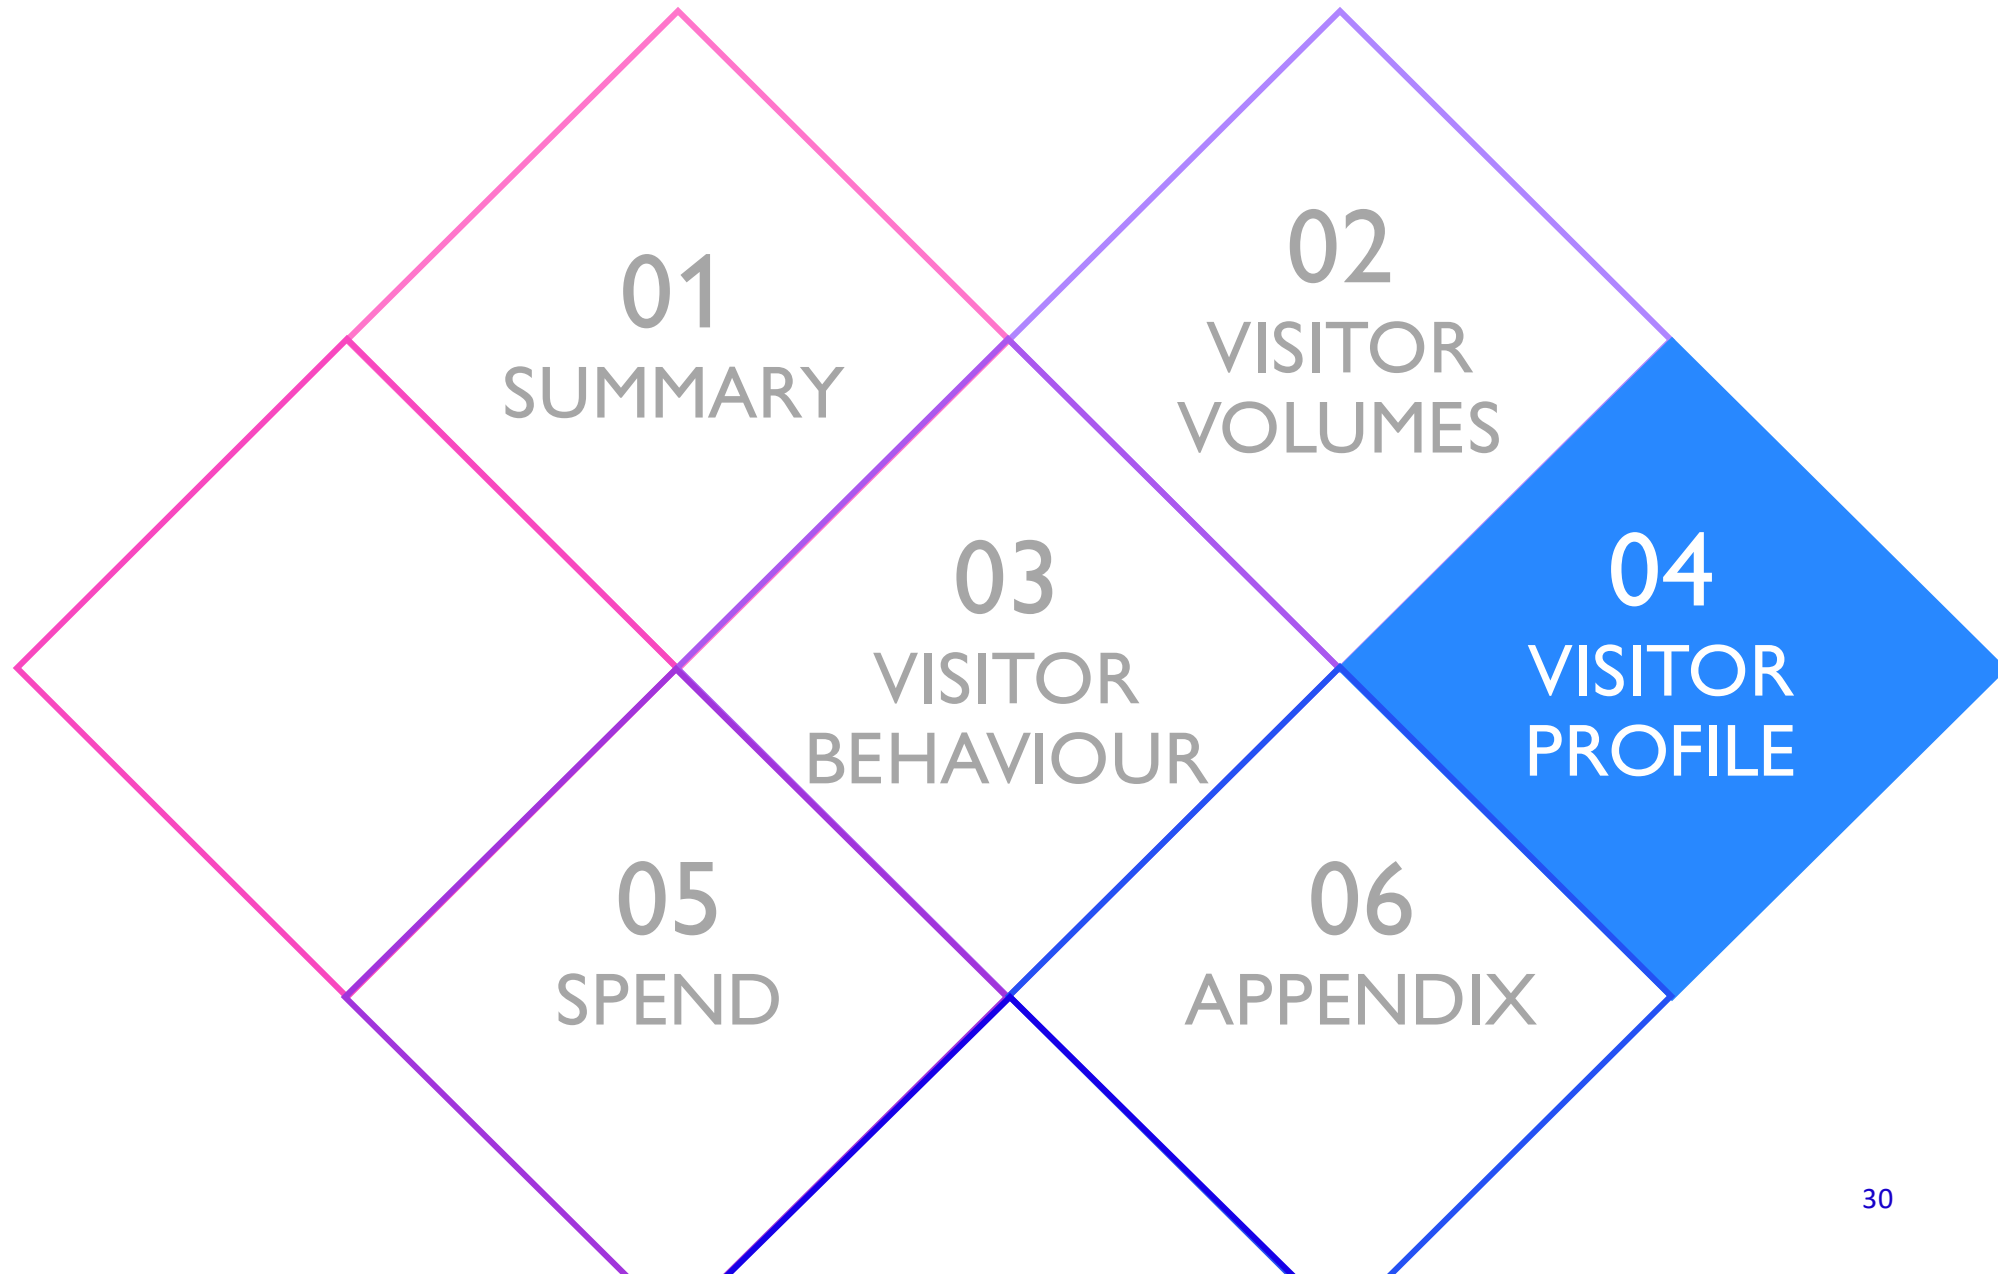 01
SUMMARY
02
VISITOR
VOLUMES
03
VISITOR
BEHAVIOUR
04
VISITOR
PROFILE
05
SPEND
06
APPENDIX
30